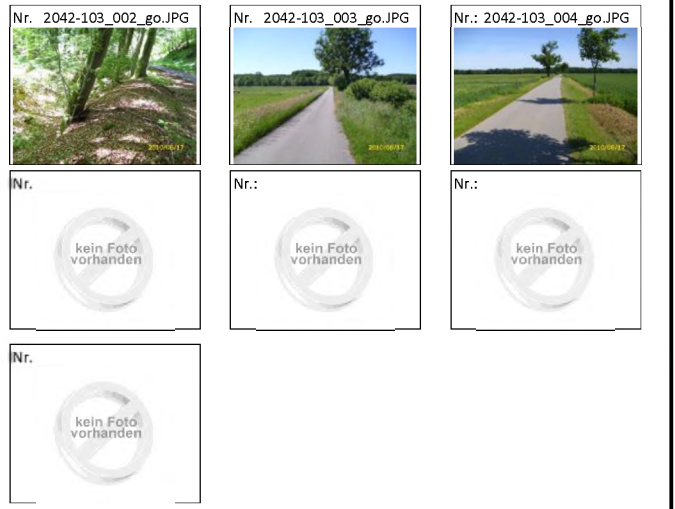 Nr. 2042-103_002_go.JPG
Nr. 2042-103_003_go.JPG
Nr.: 2042-103_004_go.JPG
2010/06/17
2010/06/17
2010/06/17
Nr.
Nr.:
Nr.:
kein Foto
vorhanden
kein Foto
vorhanden
kein Foto
vorhanden
Nr.
kein Foto
vorhanden